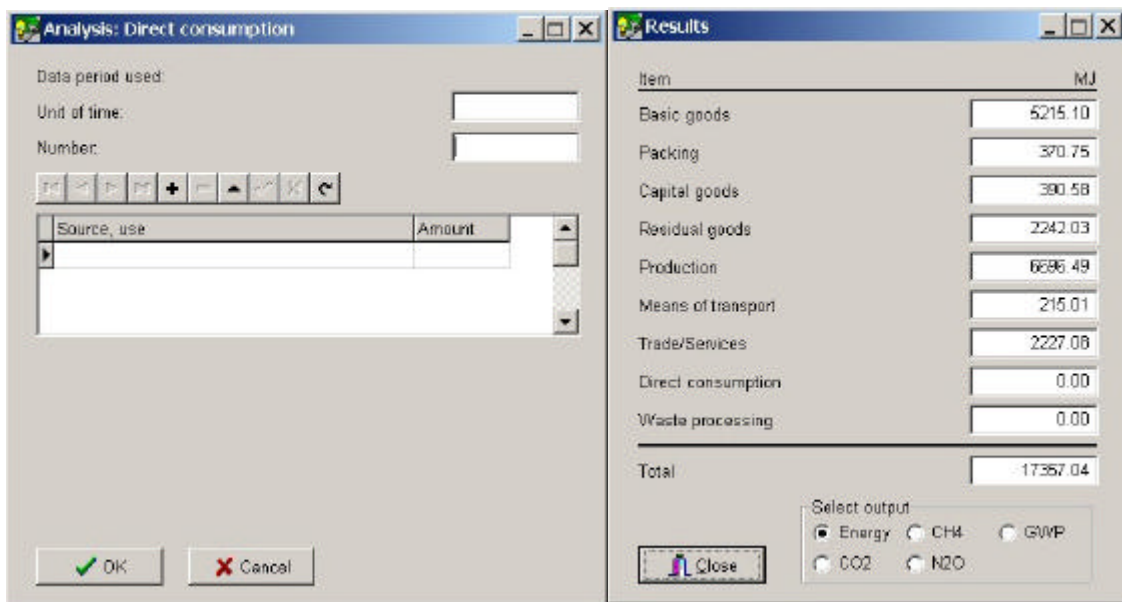 Analysis: Direct consumption
Data period used:
Unit of time:
Number:
Source, use Amount
OK Cancel
Results
Item MJ
Basic goods 5215.10
Packing 370.75
Capital goods 390.58
Residual goods 2242.03
Production 6696.49
Means of transport 215.01
Trade/Services 2227.08
Direct consumption 0.00
Waste processing 0.00
Total 17357.04
Select output
Energy CH4 GWP
Close CO2 N2O